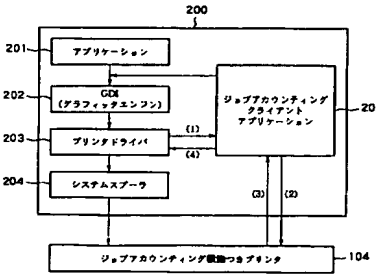 200
201
アプリケーション
202
GDI
(グラフィックエンジン)
203
プリンタドライバ
204
システムスプーラ
ジョブアカウンティング
クライアント
アプリケーション
20
(1)
(4)
(3)
(2)
ジョブアカウンティング機能つきプリンタ
104